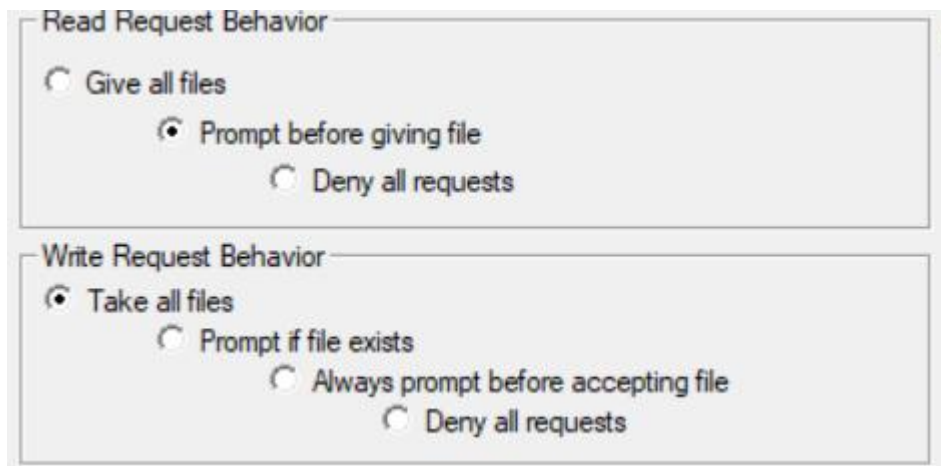 Read Request Behavior
Give all files
Prompt before giving file
Deny all requests
Write Request Behavior
Take all files
Prompt if file exists
Always prompt before accepting file
Deny all requests